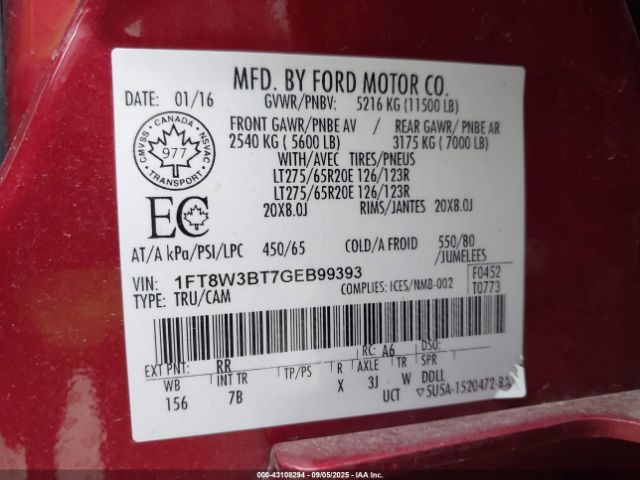 MFD. BY FORD MOTOR CO.
DATE: 01/16 GVWR/PNBV: 5216 KG (11500 LB)
FRONT GAWR/PNBE AV / REAR GAWR/ PNBE AR
2540 KG ( 5600 LB) 3175 KG ( 7000 LB)
WITH/AVEC TIRES/PNEUS
LT275/65R20E 126/123R
LT275/65R20E 126/123R
20X8.0J RIMS/JANTES 20X8.0J
CMVSS · CANADA · NSVAC
977
TRANSPORT
EC
AT/A kPa/PSI/LPC 450/65 COLD/A FROID 550/80
/JUMELEES
VIN: 1FT8W3BT7GEB99393
TYPE: TRU/CAM COMPLIES: ICES/NMB-002
F0452
T0773
EXT PNT: RR RC: A6 DSO:
WB INT TR TP/PS R AXLE TR SPR
156 7B X 3J W DDLL
UCT ▽5U5A-1520472-BA
IAA-43108294 (09/05/2025) IAAI.COM